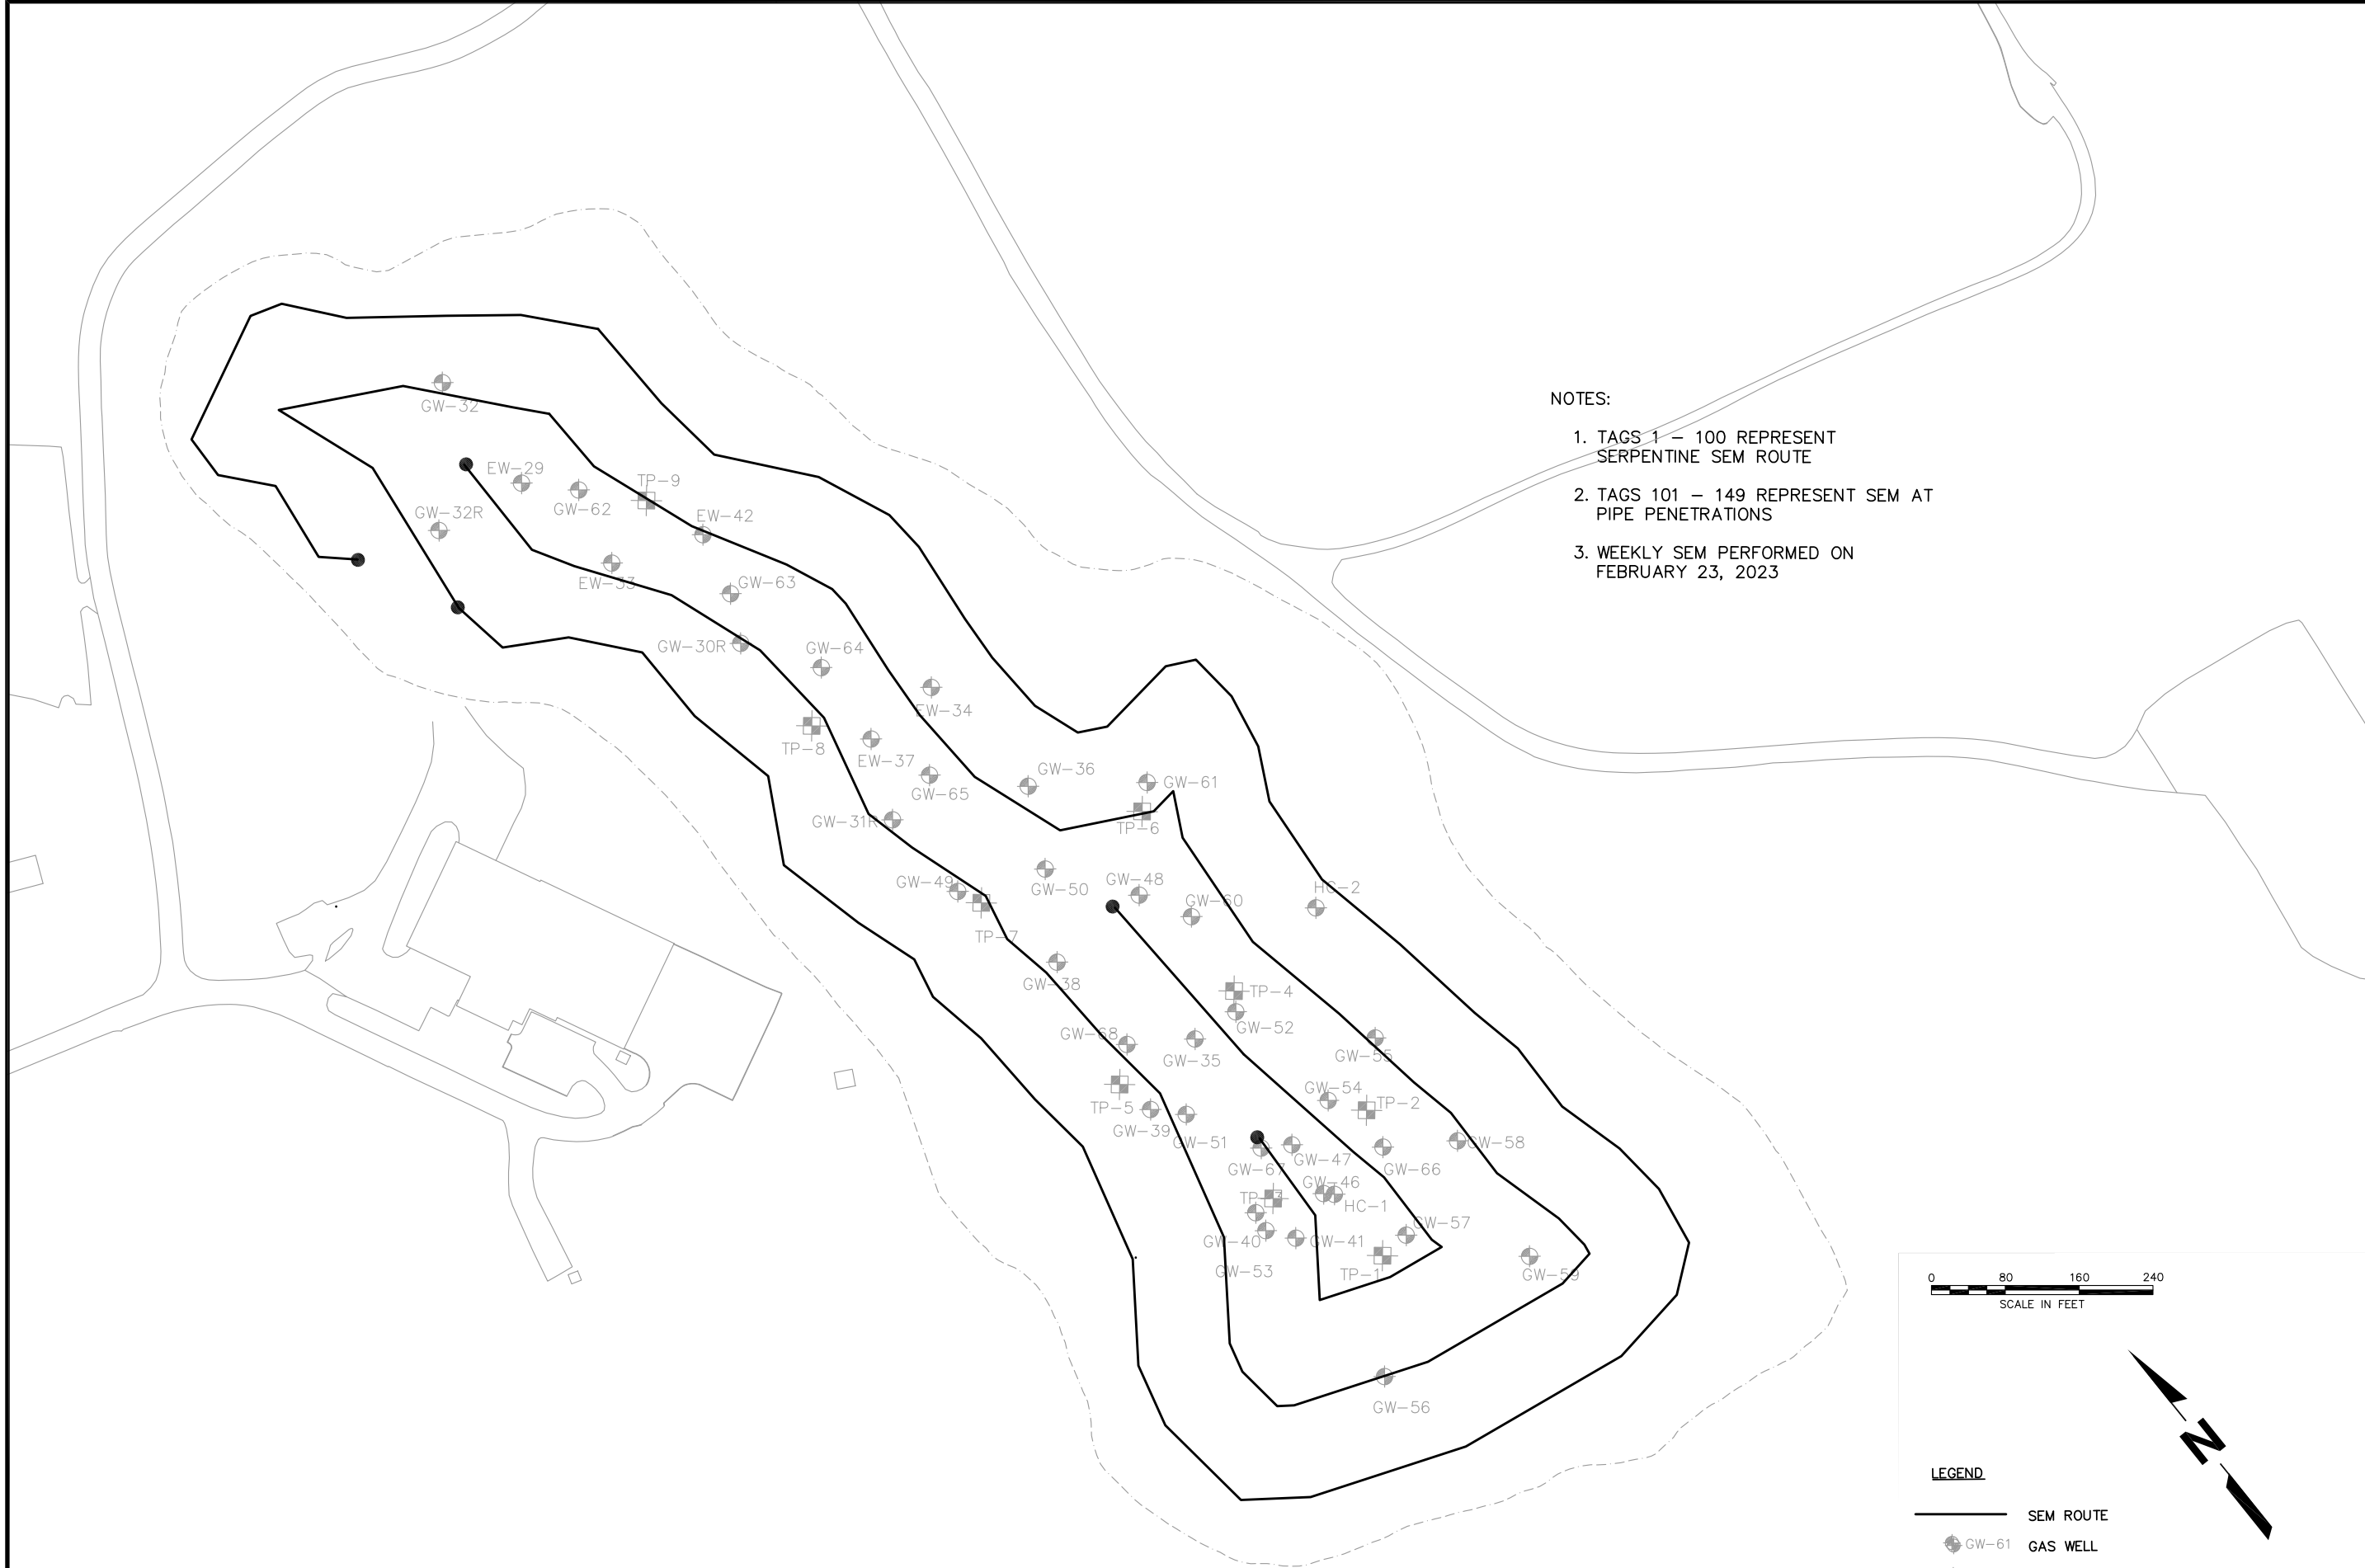 GW-32
EW-29
TP-9
GW-62
GW-32R
EW-42
EW-33
GW-63
GW-30R
GW-64
EW-34
TP-8
EW-37
GW-36
GW-61
GW-65
GW-31R
TP-6
GW-49
GW-50
GW-48
HC-2
GW-60
TP-7
GW-38
TP-4
GW-52
GW-68
GW-35
GW-55
GW-54
TP-2
TP-5
GW-39
GW-51
GW-58
GW-47
GW-67
GW-66
GW-46
TP-3
HC-1
GW-57
GW-40
GW-41
GW-53
TP-1
GW-59
GW-56
NOTES:
1. TAGS 1 - 100 REPRESENT
SERPENTINE SEM ROUTE
2. TAGS 101 - 149 REPRESENT SEM AT
PIPE PENETRATIONS
3. WEEKLY SEM PERFORMED ON
FEBRUARY 23, 2023
0 80 160 240
SCALE IN FEET
N
LEGEND
SEM ROUTE
GW-61 GAS WELL